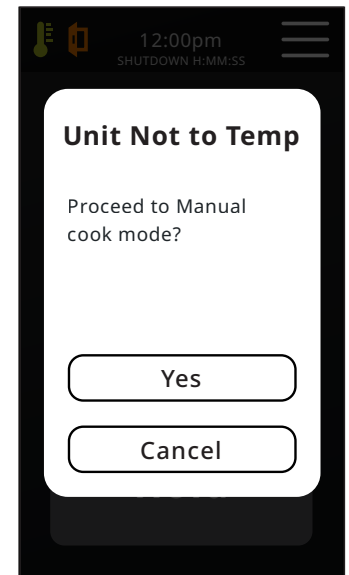 12:00pm
SHUTDOWN H:MM:SS
Unit Not to Temp
Proceed to Manual
cook mode?
Yes
Cancel